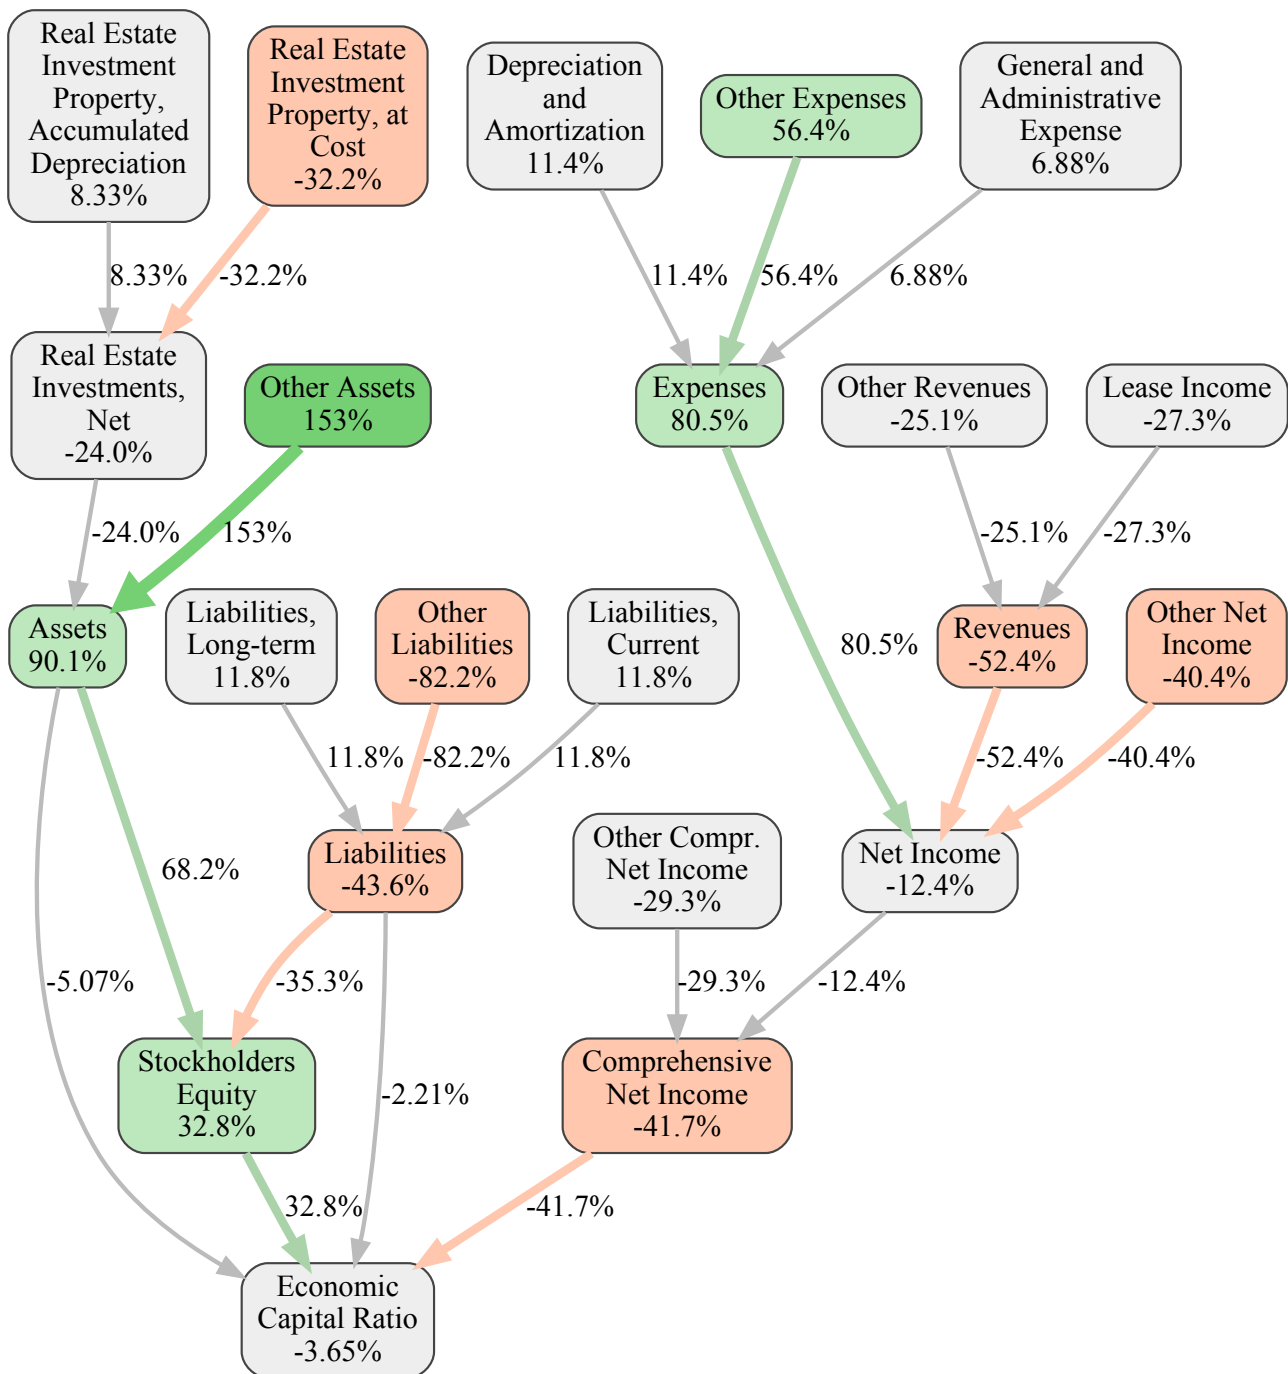 Real Estate
Investment
Property,
Accumulated
Depreciation
8.33%
Real Estate
Investment
Property, at
Cost
-32.2%
Depreciation
and
Amortization
11.4%
Other Expenses
56.4%
General and
Administrative
Expense
6.88%
8.33%
-32.2%
11.4%
56.4%
6.88%
Real Estate
Investments,
Net
-24.0%
Other Assets
153%
Expenses
80.5%
Other Revenues
-25.1%
Lease Income
-27.3%
-24.0%
153%
-25.1%
-27.3%
Assets
90.1%
Liabilities,
Long-term
11.8%
Other
Liabilities
-82.2%
Liabilities,
Current
11.8%
80.5%
Revenues
-52.4%
Other Net
Income
-40.4%
11.8%
-82.2%
11.8%
-52.4%
-40.4%
68.2%
Liabilities
-43.6%
Other Compr.
Net Income
-29.3%
Net Income
-12.4%
-5.07%
-35.3%
-29.3%
-12.4%
Stockholders
Equity
32.8%
-2.21%
Comprehensive
Net Income
-41.7%
32.8%
-41.7%
Economic
Capital Ratio
-3.65%